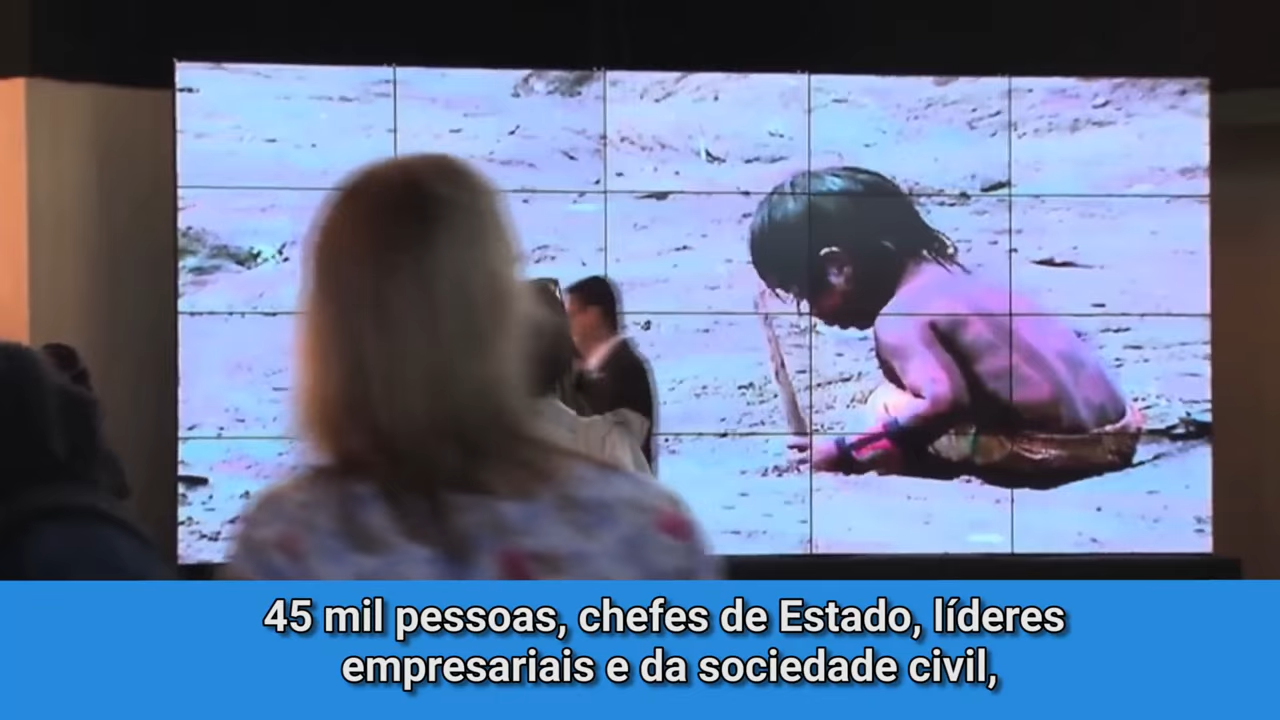 45 mil pessoas, chefes de Estado, líderes
empresariais e da sociedade civil,